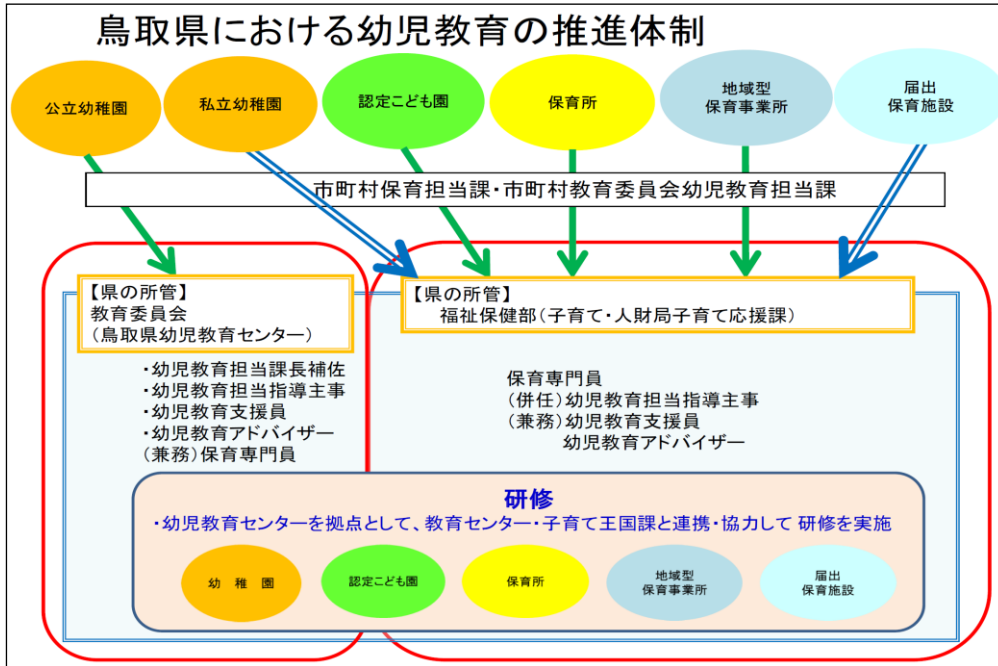 鳥取県における幼児教育の推進体制
公立幼稚園
私立幼稚園
認定こども園
保育所
地域型
保育事業所
届出
保育施設
市町村保育担当課・市町村教育委員会幼児教育担当課
【県の所管】
教育委員会
(鳥取県幼児教育センター)
・幼児教育担当課長補佐
・幼児教育担当指導主事
・幼児教育支援員
・幼児教育アドバイザー
(兼務)保育専門員
【県の所管】
福祉保健部(子育て・人財局子育て応援課)
保育専門員
(併任)幼児教育担当指導主事
(兼務)幼児教育支援員
幼児教育アドバイザー
研修
・幼児教育センターを拠点として、教育センター・子育て王国課と連携・協力して 研修を実施
幼 稚 園
認定こども園
保育所
地域型
保育事業所
届出
保育施設